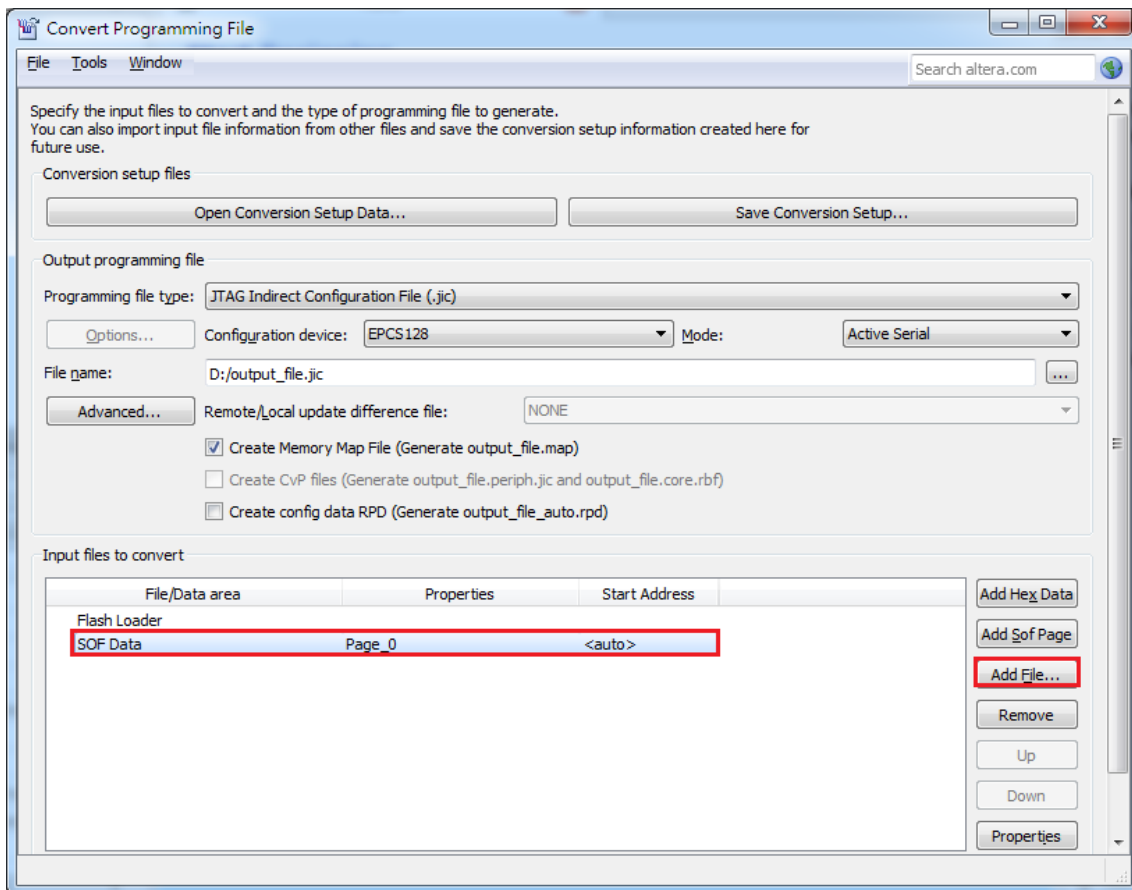 Convert Programming File
File Tools Window
Search altera.com
Specify the input files to convert and the type of programming file to generate.
You can also import input file information from other files and save the conversion setup information created here for
future use.
Conversion setup files
Open Conversion Setup Data...
Save Conversion Setup...
Output programming file
Programming file type: JTAG Indirect Configuration File (.jic)
Options... Configuration device: EPCS128 Mode: Active Serial
File name: D:/output_file.jic ...
Advanced... Remote/Local update difference file: NONE
Create Memory Map File (Generate output_file.map)
Create CvP files (Generate output_file.periph.jic and output_file.core.rbf)
Create config data RPD (Generate output_file_auto.rpd)
Input files to convert
File/Data area Properties Start Address
Flash Loader
SOF Data Page_0 <auto>
Add Hex Data
Add Sof Page
Add File...
Remove
Up
Down
Properties